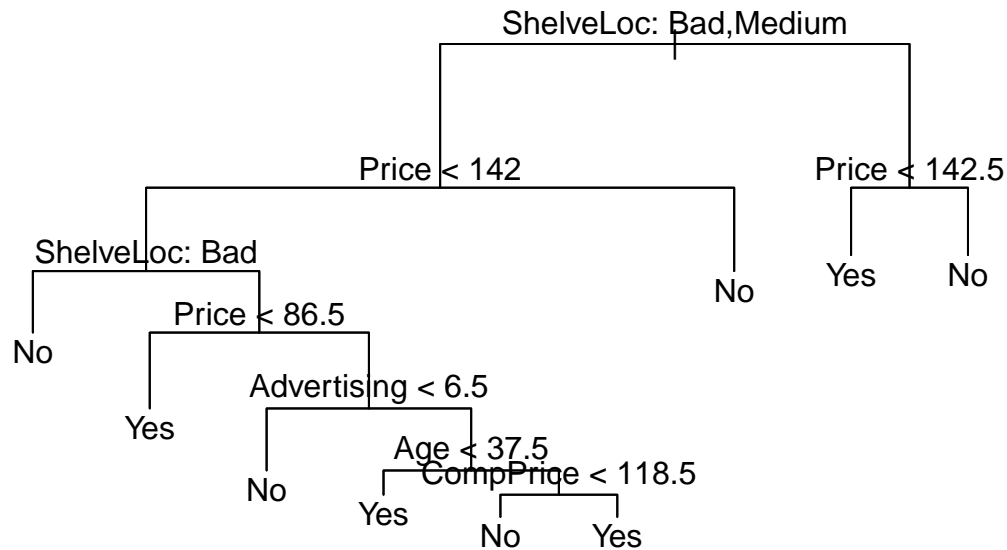 ShelveLoc: Bad,Medium
Price < 142
Price < 142.5
ShelveLoc: Bad
Yes
No
No
Price < 86.5
No
Advertising < 6.5
Yes
Age < 37.5
CompPrice < 118.5
No
Yes
No
Yes